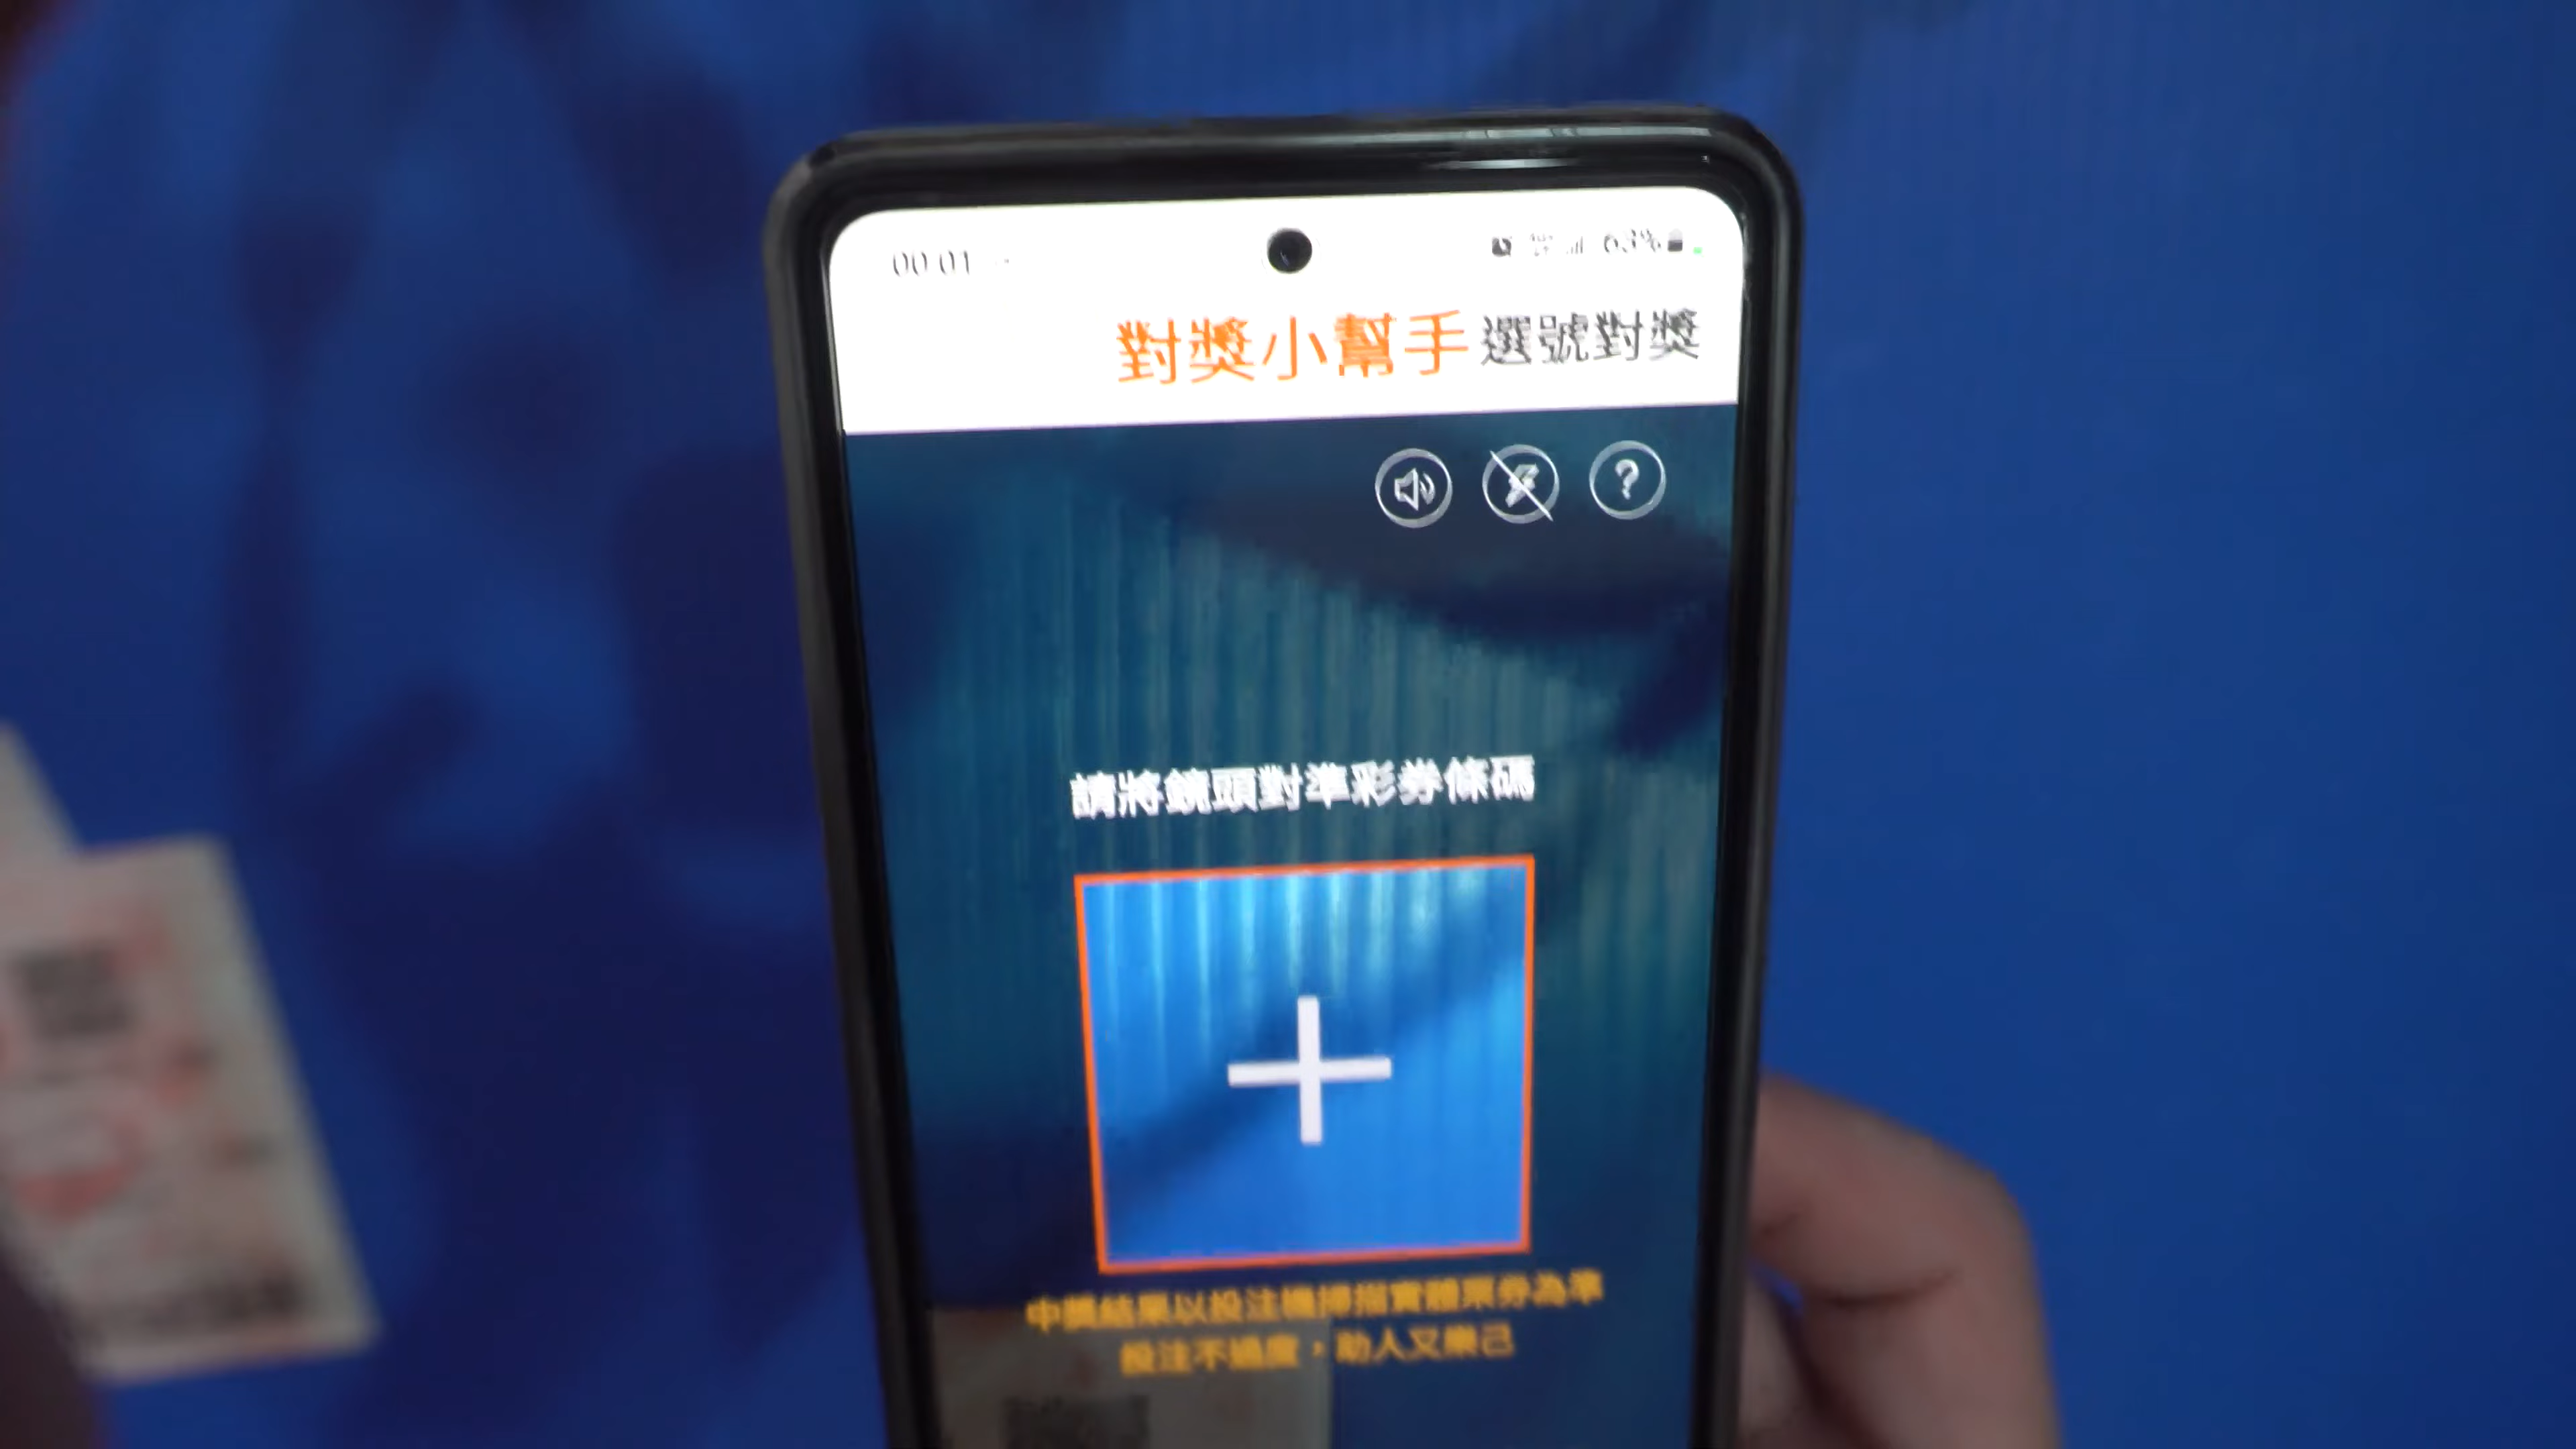 00:01
63%
對獎小幫手 選號對獎
?
請將鏡頭對準彩券條碼
中獎結果以投注機掃描實體票券為準
投注不過度，助人又樂己